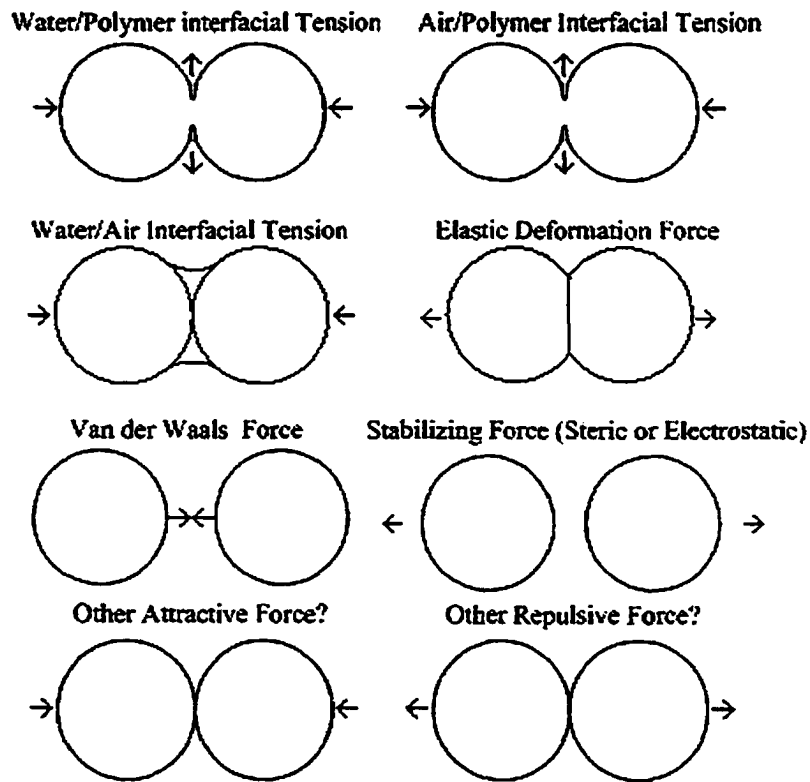 Water/Polymer interfacial Tension
Air/Polymer Interfacial Tension
Water/Air Interfacial Tension
Elastic Deformation Force
Van der Waals Force
Stabilizing Force (Steric or Electrostatic)
Other Attractive Force?
Other Repulsive Force?